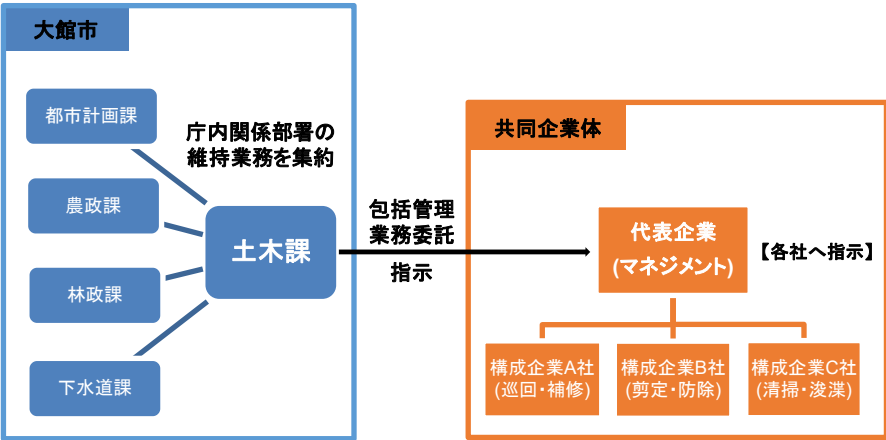 大館市
都市計画課
農政課
林政課
下水道課
庁内関係部署の
維持業務を集約
土木課
包括管理
業務委託
指示
共同企業体
代表企業
(マネジメント)
【各社へ指示】
構成企業A社
(巡回・補修)
構成企業B社
(剪定・防除)
構成企業C社
(清掃・浚渫)